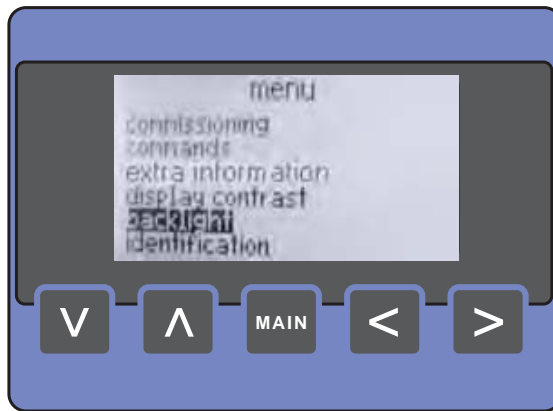 menu
commissioning
commands
extra information
display contrast
backlight
identification
V Λ MAIN < >